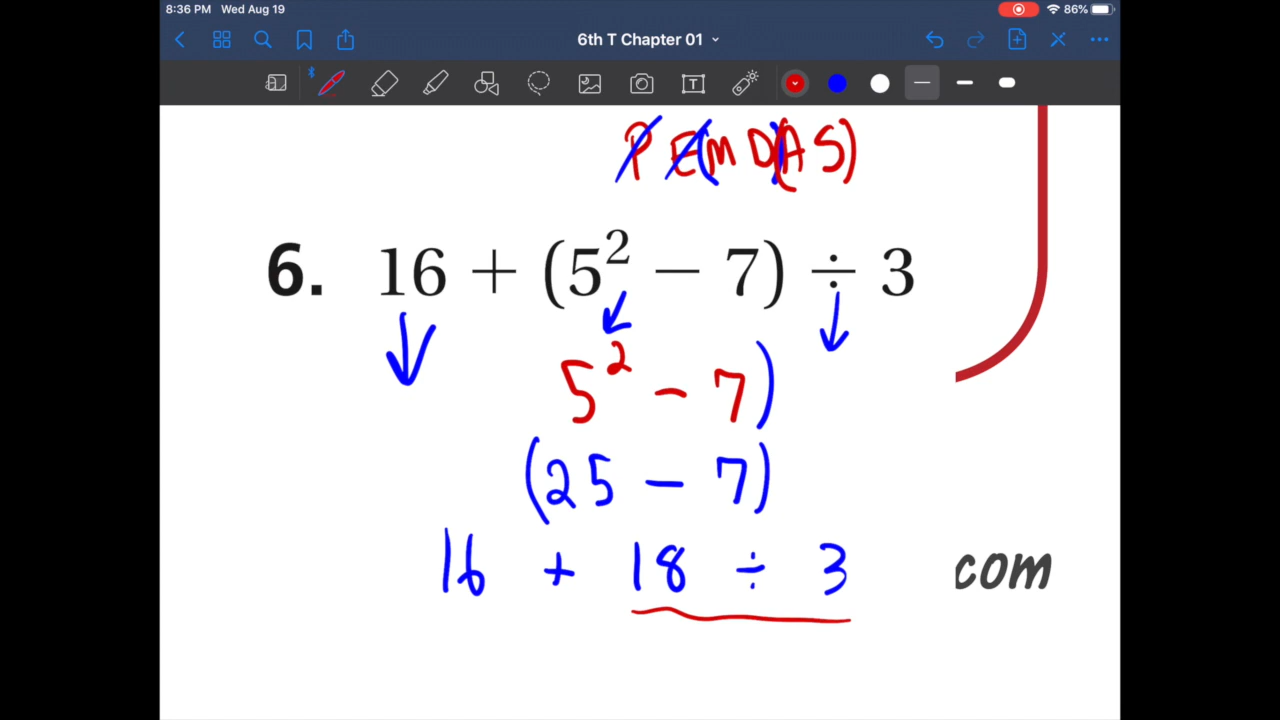 8:36 PM Wed Aug 19 86%
6th T Chapter 01
T
P E(M D)(A S)
6. 16 + (5² − 7) ÷ 3
5² − 7)
(25 − 7)
16 + 18 ÷ 3
com